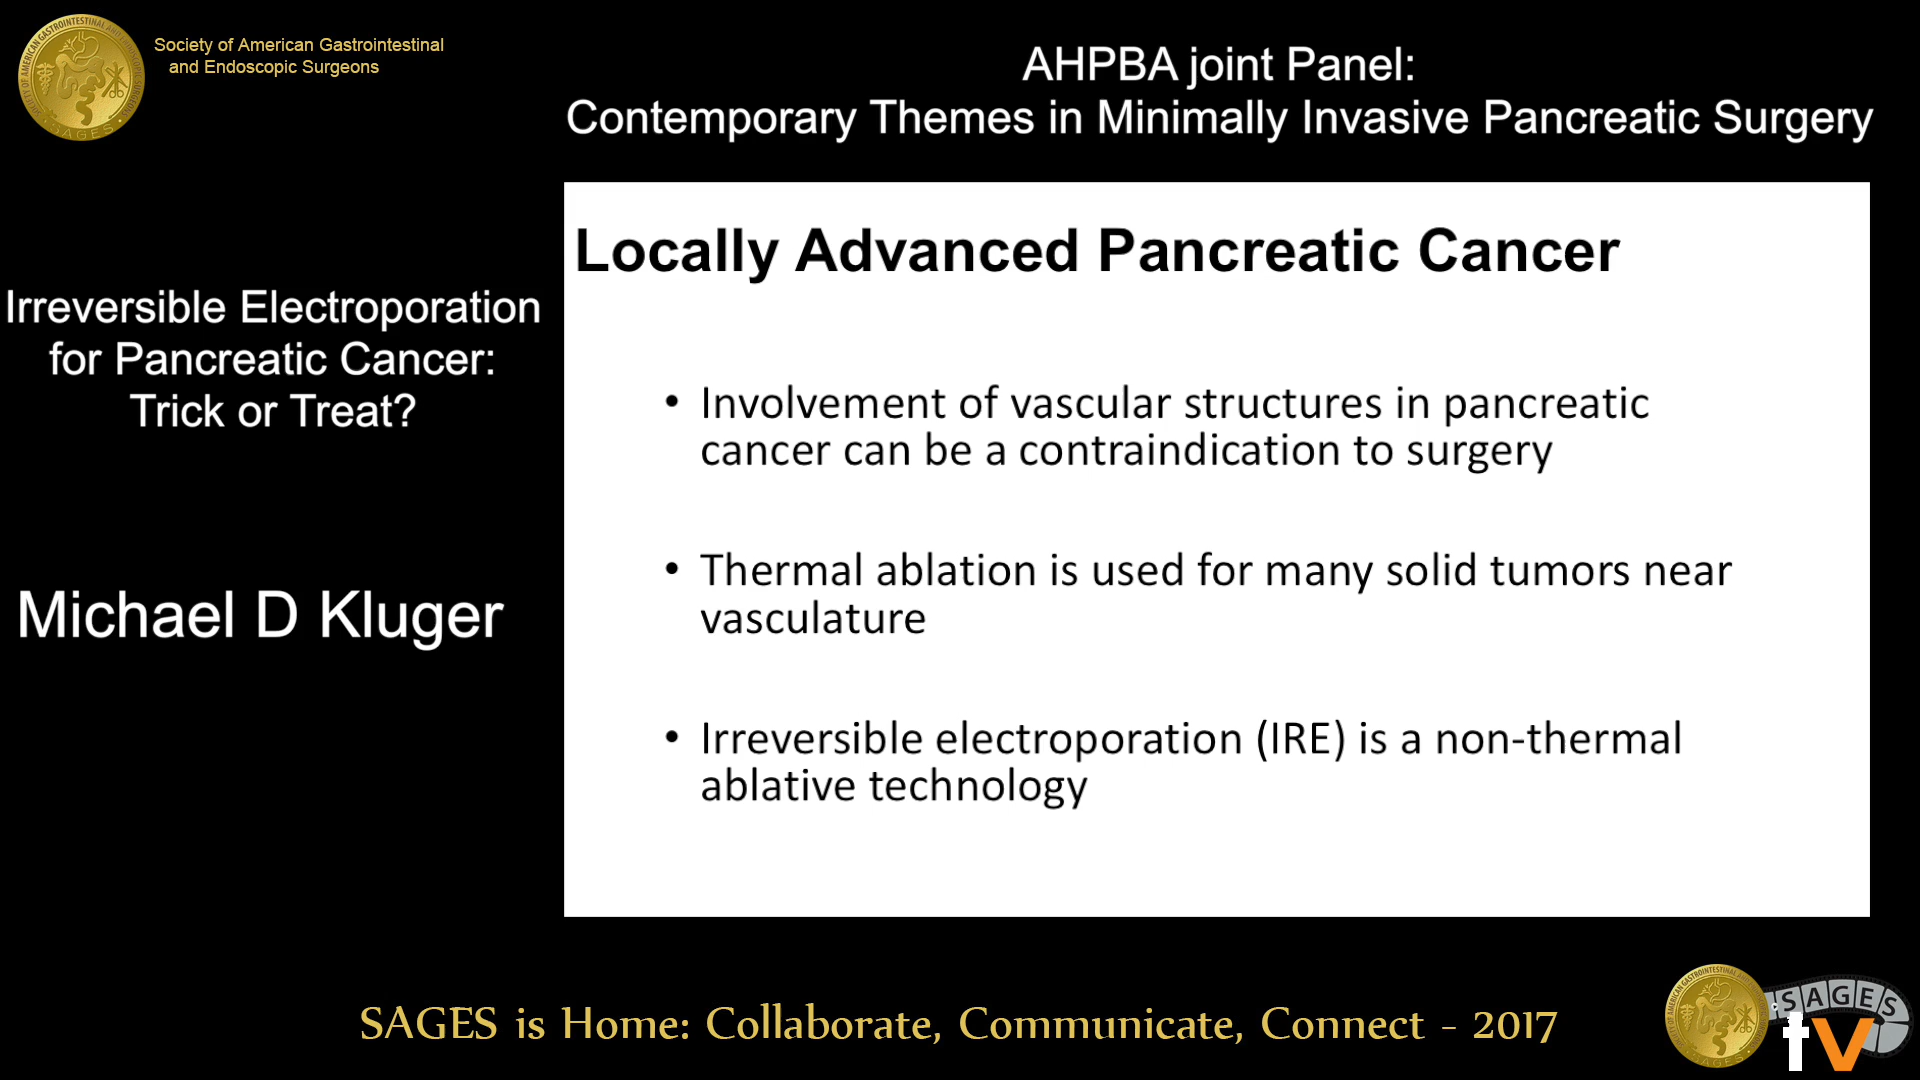 Society of American Gastrointestinal
and Endoscopic Surgeons
AHPBA joint Panel:
Contemporary Themes in Minimally Invasive Pancreatic Surgery
Irreversible Electroporation
for Pancreatic Cancer:
Trick or Treat?
Michael D Kluger
Locally Advanced Pancreatic Cancer
• Involvement of vascular structures in pancreatic
cancer can be a contraindication to surgery
• Thermal ablation is used for many solid tumors near
vasculature
• Irreversible electroporation (IRE) is a non-thermal
ablative technology
SAGES is Home: Collaborate, Communicate, Connect - 2017
SAGES
tv